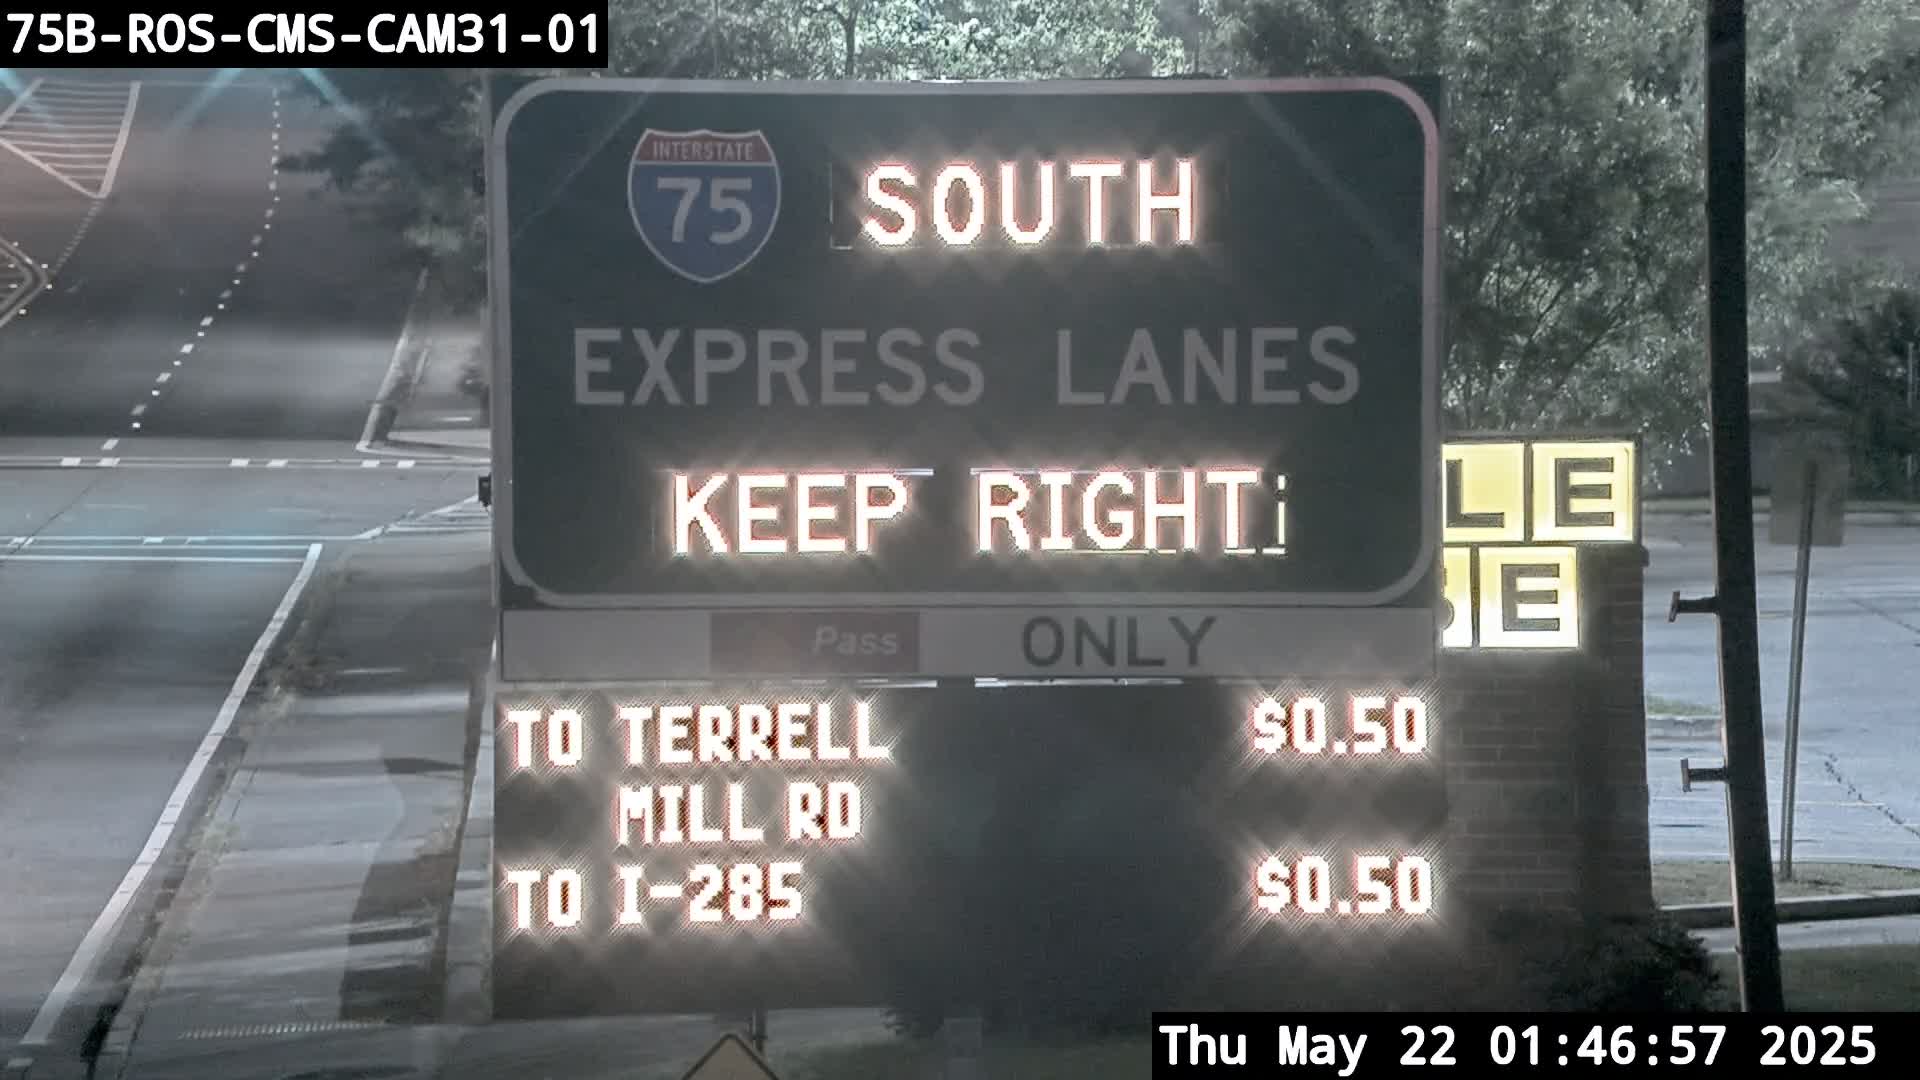 75B-ROS-CMS-CAM31-01
INTERSTATE
75
SOUTH
EXPRESS LANES
KEEP RIGHT
Pass ONLY
TO TERRELL $0.50
MILL RD
TO I-285 $0.50
LE
E
Thu May 22 01:46:57 2025